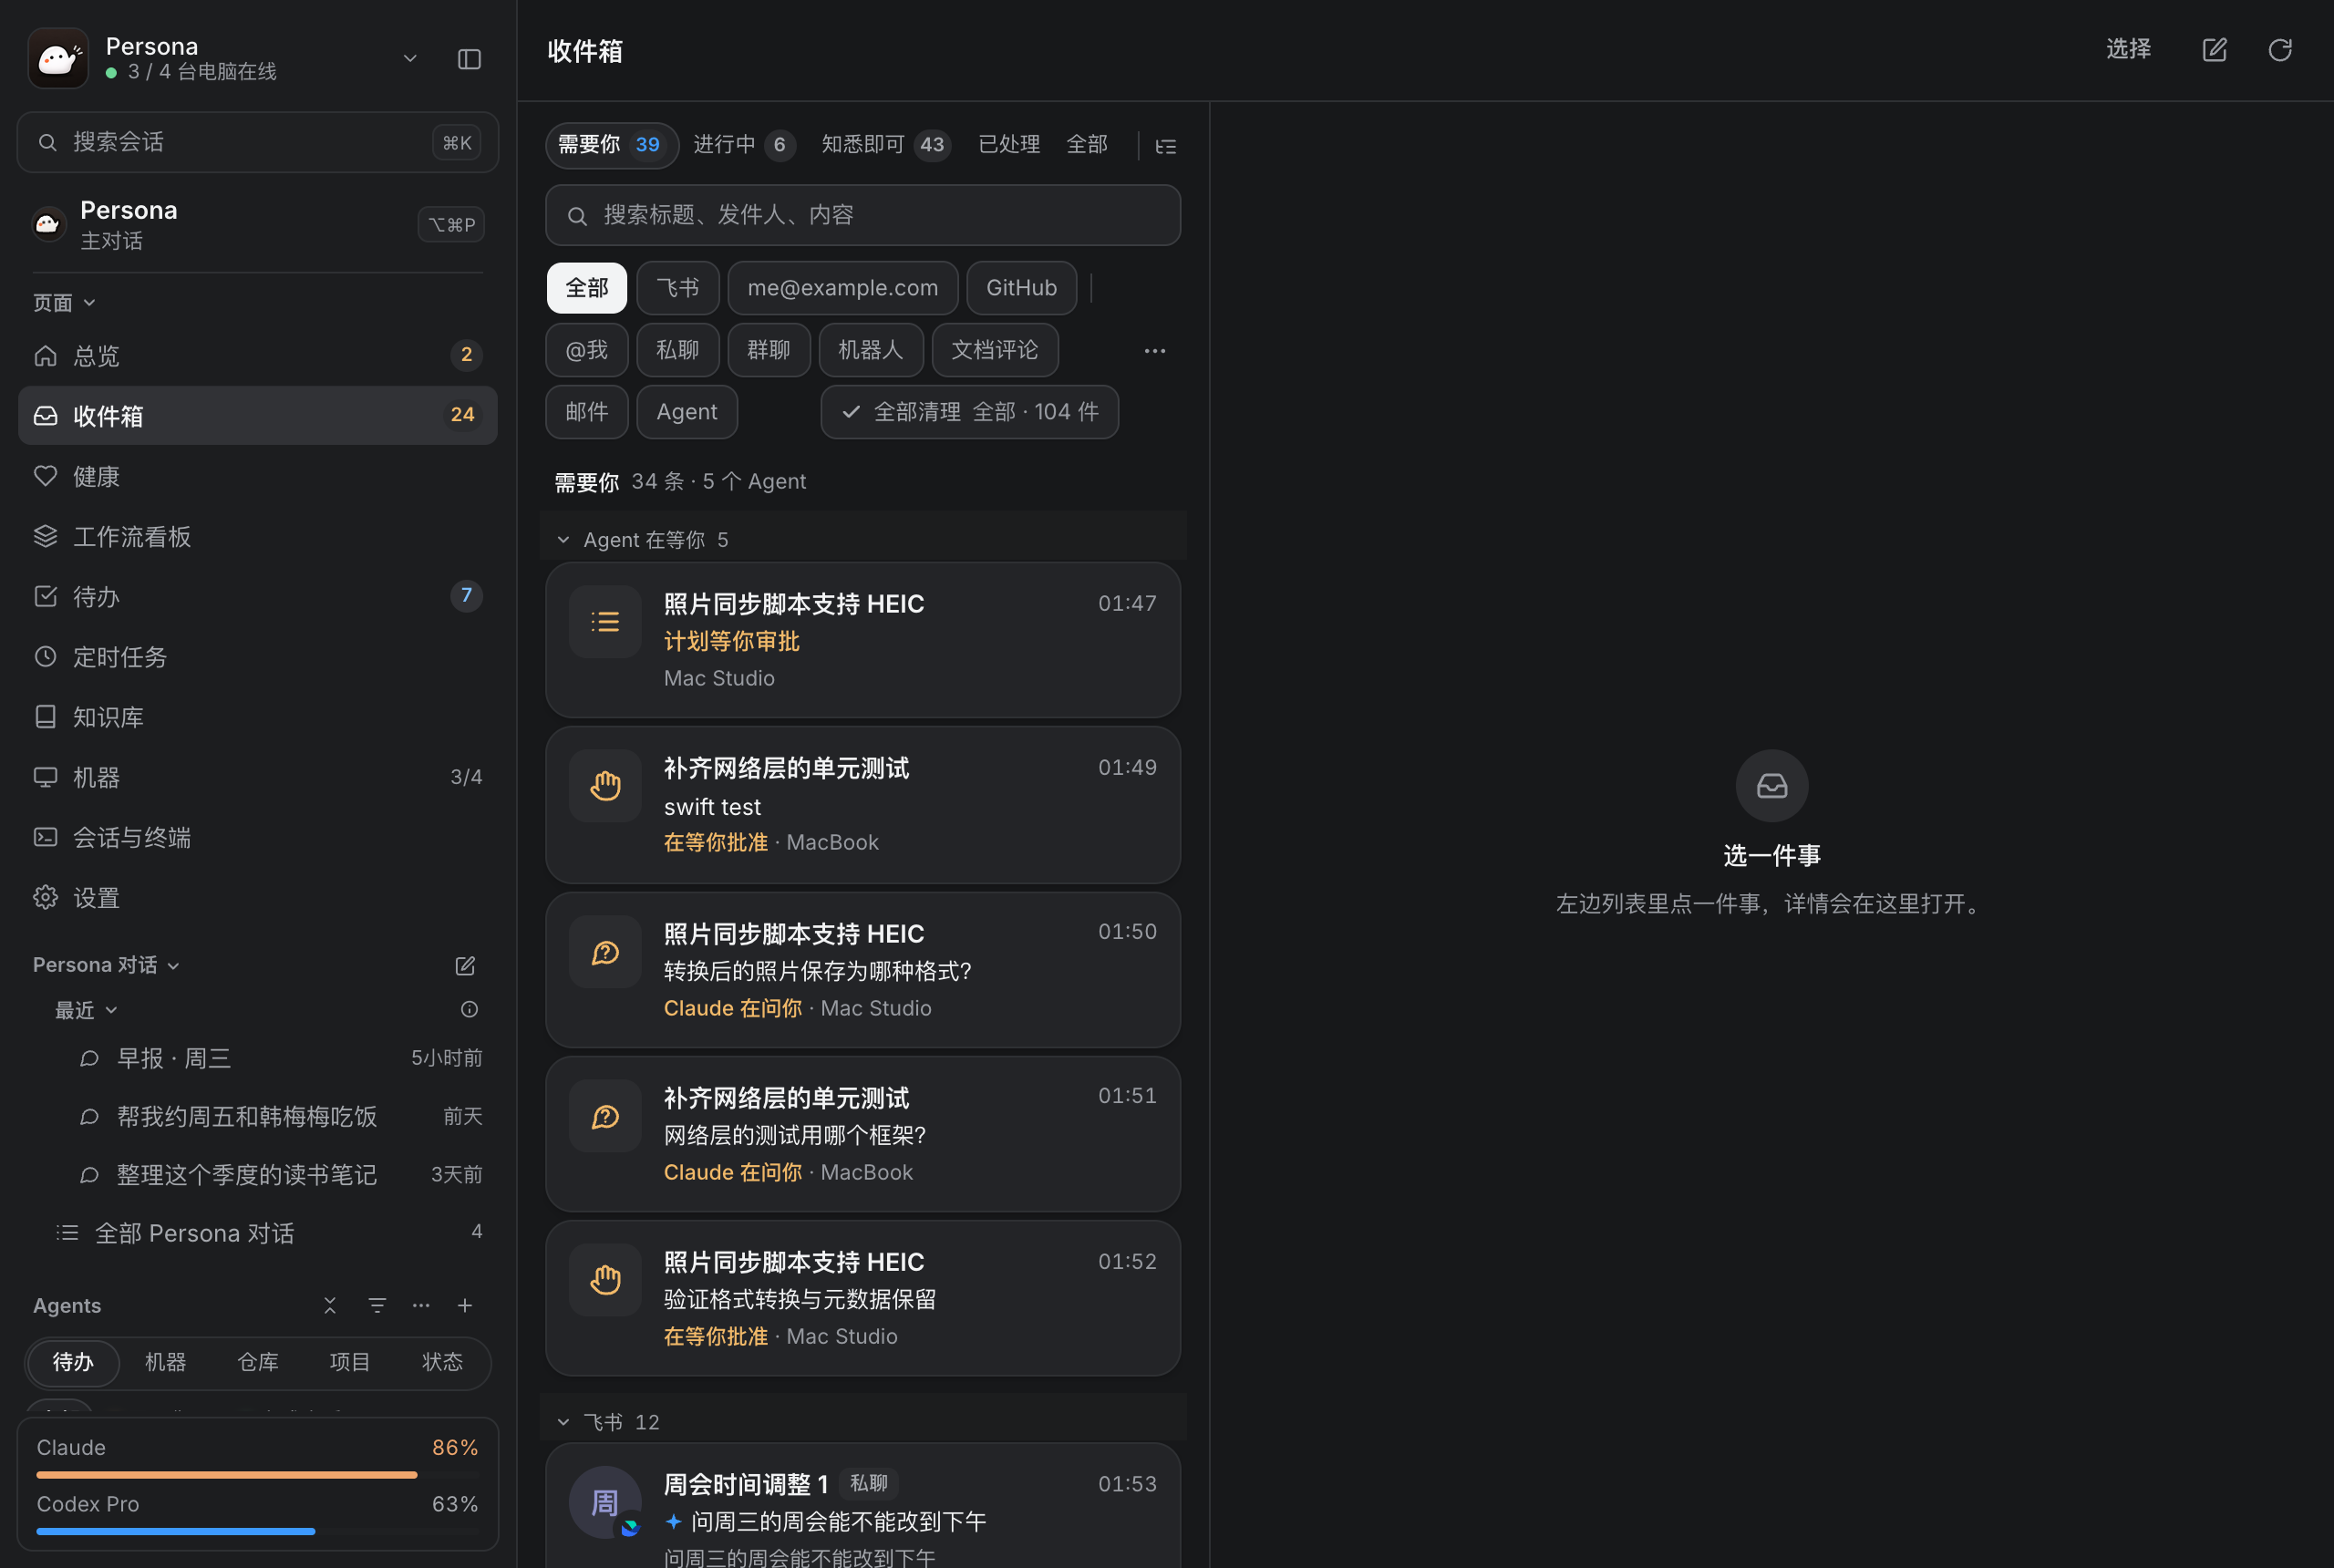 Persona
3 / 4 台电脑在线
搜索会话 ⌘K
Persona
主对话 ⌥⌘P
页面
总览 2
收件箱 24
健康
工作流看板
待办 7
定时任务
知识库
机器 3/4
会话与终端
设置
Persona 对话
最近
早报 · 周三 5小时前
帮我约周五和韩梅梅吃饭 前天
整理这个季度的读书笔记 3天前
全部 Persona 对话 4
Agents
待办 机器 仓库 项目 状态
Claude 86%
Codex Pro 63%
收件箱 选择
需要你 39 进行中 6 知悉即可 43 已处理 全部
搜索标题、发件人、内容
全部 飞书 me@example.com GitHub
@我 私聊 群聊 机器人 文档评论
邮件 Agent 全部清理 全部 · 104 件
需要你 34 条 · 5 个 Agent
Agent 在等你 5
照片同步脚本支持 HEIC 01:47
计划等你审批
Mac Studio
补齐网络层的单元测试 01:49
swift test
在等你批准 · MacBook
照片同步脚本支持 HEIC 01:50
转换后的照片保存为哪种格式?
Claude 在问你 · Mac Studio
补齐网络层的单元测试 01:51
网络层的测试用哪个框架?
Claude 在问你 · MacBook
照片同步脚本支持 HEIC 01:52
验证格式转换与元数据保留
在等你批准 · Mac Studio
飞书 12
周
周会时间调整 1 私聊 01:53
问周三的周会能不能改到下午
问周三的周会能不能改到下午
选一件事
左边列表里点一件事，详情会在这里打开。